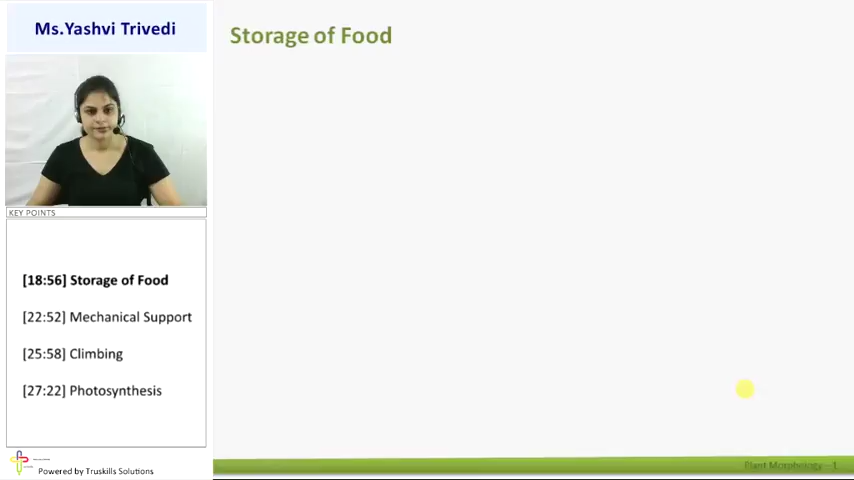 Ms.Yashvi Trivedi
Storage of Food
KEY POINTS
[18:56] Storage of Food
[22:52] Mechanical Support
[25:58] Climbing
[27:22] Photosynthesis
Powered by Truskills Solutions
Plant Morphology - 1